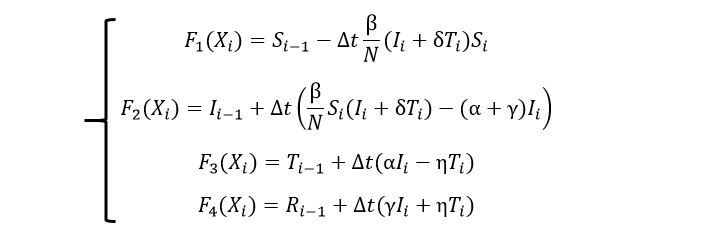 F₁(Xᵢ) = Sᵢ₋₁ − Δt β/N (Iᵢ + δTᵢ)Sᵢ
F₂(Xᵢ) = Iᵢ₋₁ + Δt(β/N Sᵢ(Iᵢ + δTᵢ) − (α + γ)Iᵢ)
F₃(Xᵢ) = Tᵢ₋₁ + Δt(αIᵢ − ηTᵢ)
F₄(Xᵢ) = Rᵢ₋₁ + Δt(γIᵢ + ηTᵢ)